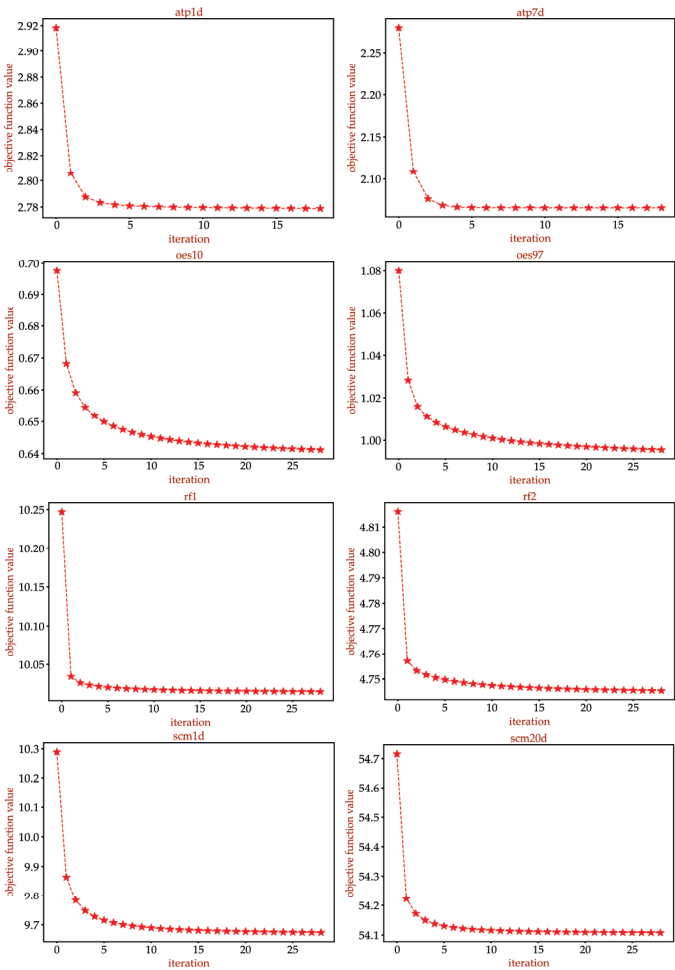 atp1d
atp7d
2.92
2.90
2.88
2.86
2.84
2.82
2.80
2.78
objective function value
0 5 10 15
iteration
2.25
2.20
2.15
2.10
objective function value
0 5 10 15
iteration
oes10
oes97
0.70
0.69
0.68
0.67
0.66
0.65
0.64
objective function value
0 5 10 15 20 25
iteration
1.08
1.06
1.04
1.02
1.00
objective function value
0 5 10 15 20 25
iteration
rf1
rf2
10.25
10.20
10.15
10.10
10.05
objective function value
0 5 10 15 20 25
iteration
4.81
4.80
4.79
4.78
4.77
4.76
4.75
objective function value
0 5 10 15 20 25
iteration
scm1d
scm20d
10.3
10.2
10.1
10.0
9.9
9.8
9.7
objective function value
0 5 10 15 20 25
iteration
54.7
54.6
54.5
54.4
54.3
54.2
54.1
objective function value
0 5 10 15 20 25
iteration